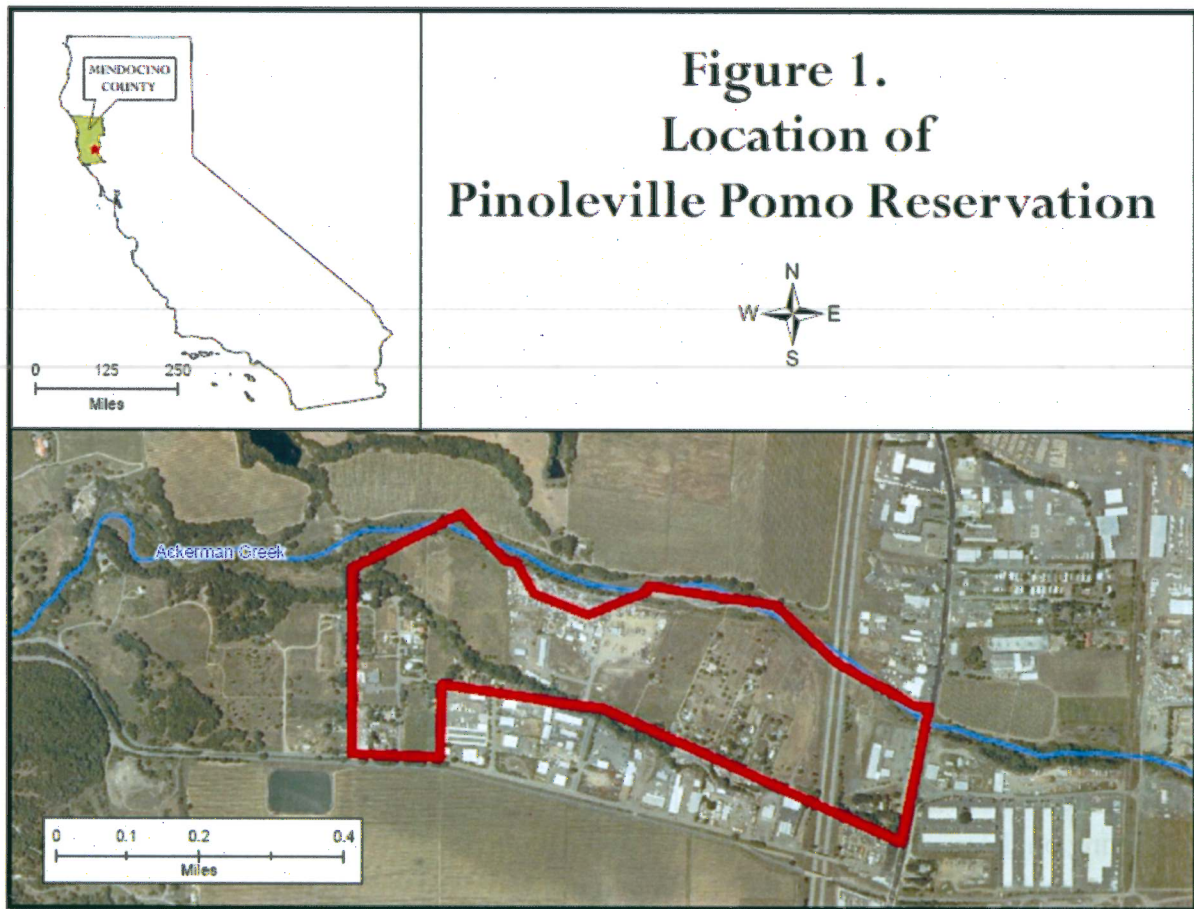 MENDOCINO
COUNTY
0 125 250
Miles
Figure 1.
Location of
Pinoleville Pomo Reservation
N
W E
S
Ackerman Creek
0 0.1 0.2 0.4
Miles